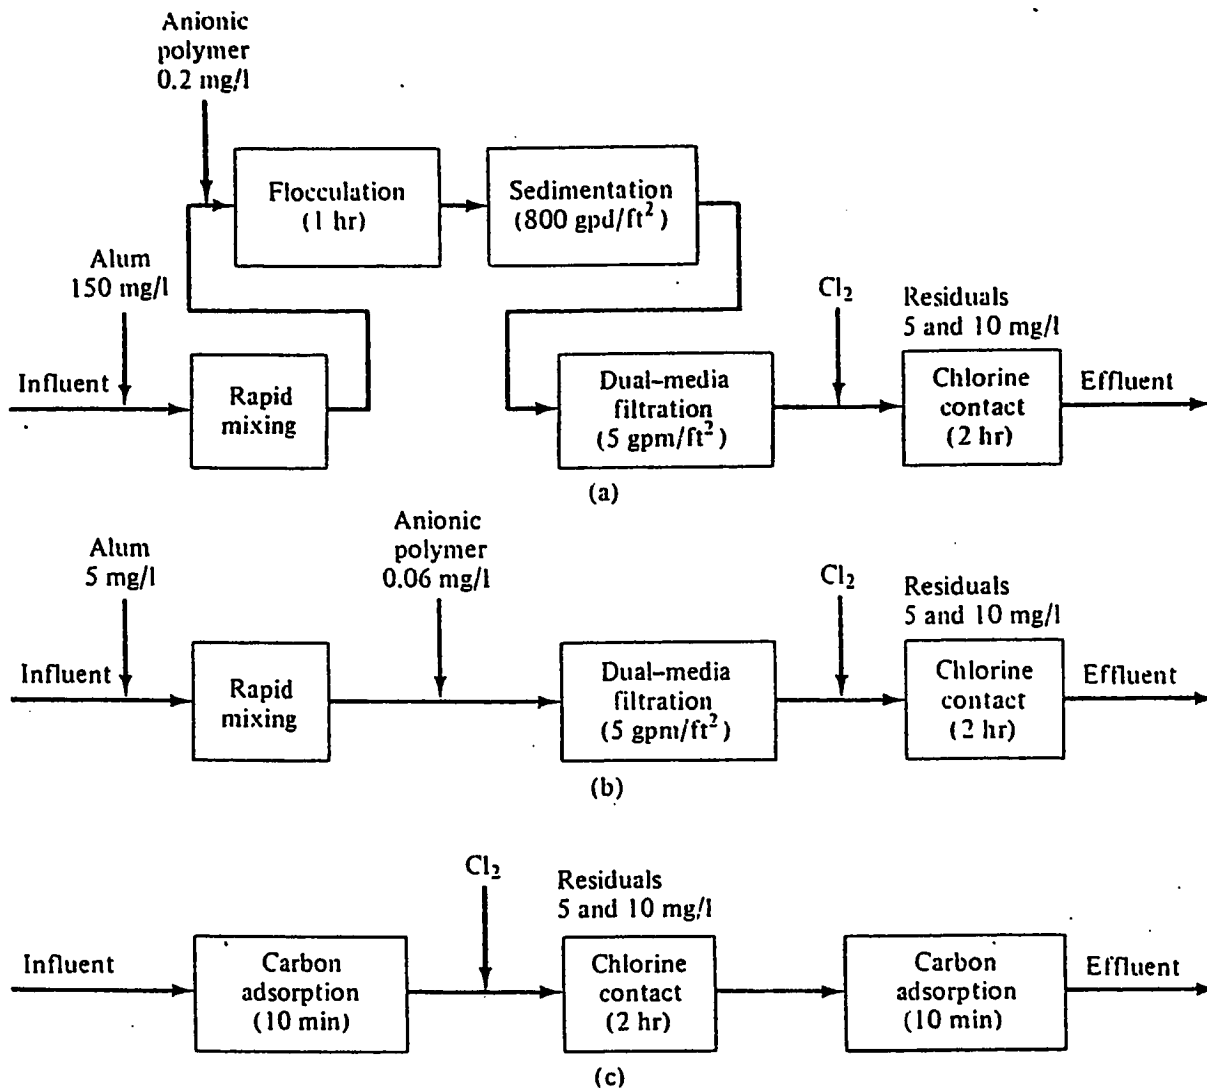 Anionic
polymer
0.2 mg/l
Flocculation
(1 hr)
Sedimentation
(800 gpd/ft²)
Alum
150 mg/l
Influent
Rapid
mixing
Dual-media
filtration
(5 gpm/ft²)
Cl₂
Residuals
5 and 10 mg/l
Chlorine
contact
(2 hr)
Effluent
(a)
Alum
5 mg/l
Influent
Rapid
mixing
Anionic
polymer
0.06 mg/l
Dual-media
filtration
(5 gpm/ft²)
Cl₂
Residuals
5 and 10 mg/l
Chlorine
contact
(2 hr)
Effluent
(b)
Influent
Carbon
adsorption
(10 min)
Cl₂
Residuals
5 and 10 mg/l
Chlorine
contact
(2 hr)
Carbon
adsorption
(10 min)
Effluent
(c)